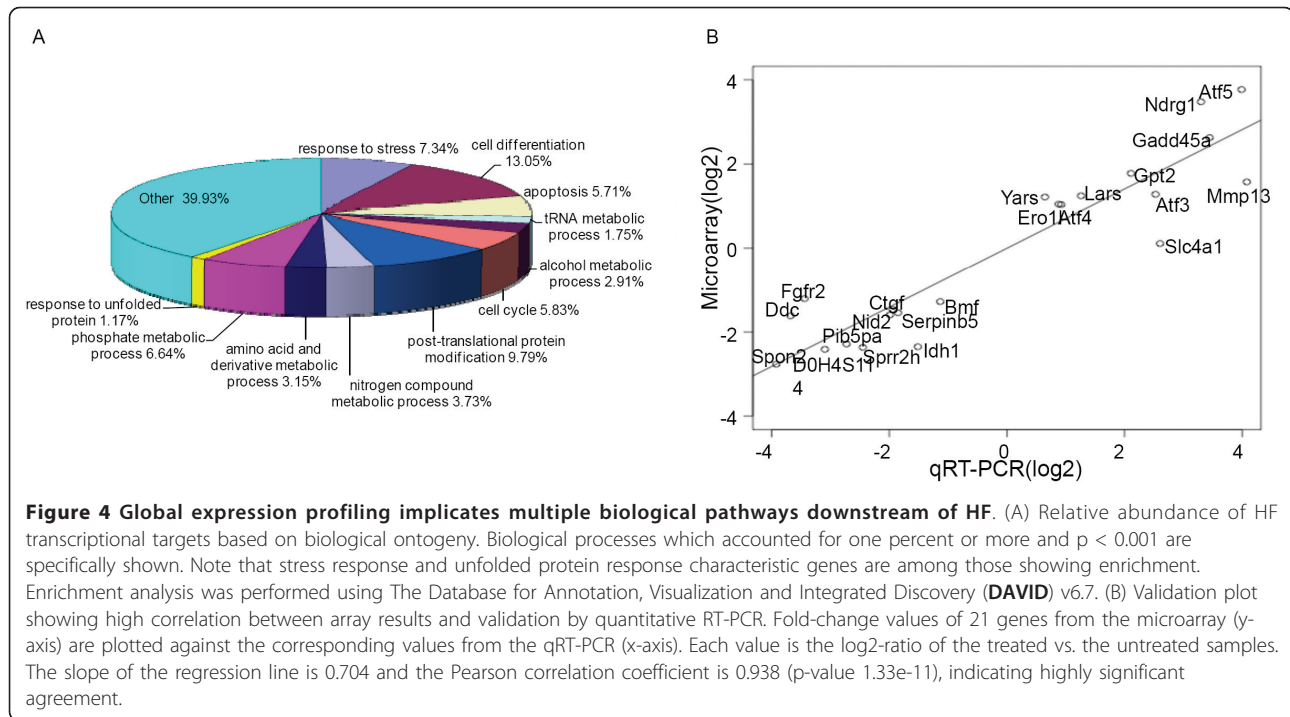 A
response to stress 7.34%
cell differentiation
13.05%
apoptosis 5.71%
tRNA metabolic
process 1.75%
alcohol metabolic
process 2.91%
cell cycle 5.83%
post-translational protein
modification 9.79%
nitrogen compound
metabolic process 3.73%
amino acid and
derivative metabolic
process 3.15%
phosphate metabolic
process 6.64%
response to unfolded
protein 1.17%
Other 39.93%
B
Microarray(log2)
4
2
0
-2
-4
-4
-2
0
2
4
qRT-PCR(log2)
Atf5
Ndrg1
Gadd45a
Gpt2
Mmp13
Yars
Lars
Atf3
Ero1l
Atf4
Slc4a1
Fgfr2
Ddc
Ctgf
Bmf
Nid2
Serpinb5
Pib5pa
Idh1
Spon2
D0H4S11
4
Sprr2h
Figure 4 Global expression profiling implicates multiple biological pathways downstream of HF. (A) Relative abundance of HF
transcriptional targets based on biological ontogeny. Biological processes which accounted for one percent or more and p < 0.001 are
specifically shown. Note that stress response and unfolded protein response characteristic genes are among those showing enrichment.
Enrichment analysis was performed using The Database for Annotation, Visualization and Integrated Discovery (DAVID) v6.7. (B) Validation plot
showing high correlation between array results and validation by quantitative RT-PCR. Fold-change values of 21 genes from the microarray (y-
axis) are plotted against the corresponding values from the qRT-PCR (x-axis). Each value is the log2-ratio of the treated vs. the untreated samples.
The slope of the regression line is 0.704 and the Pearson correlation coefficient is 0.938 (p-value 1.33e-11), indicating highly significant
agreement.